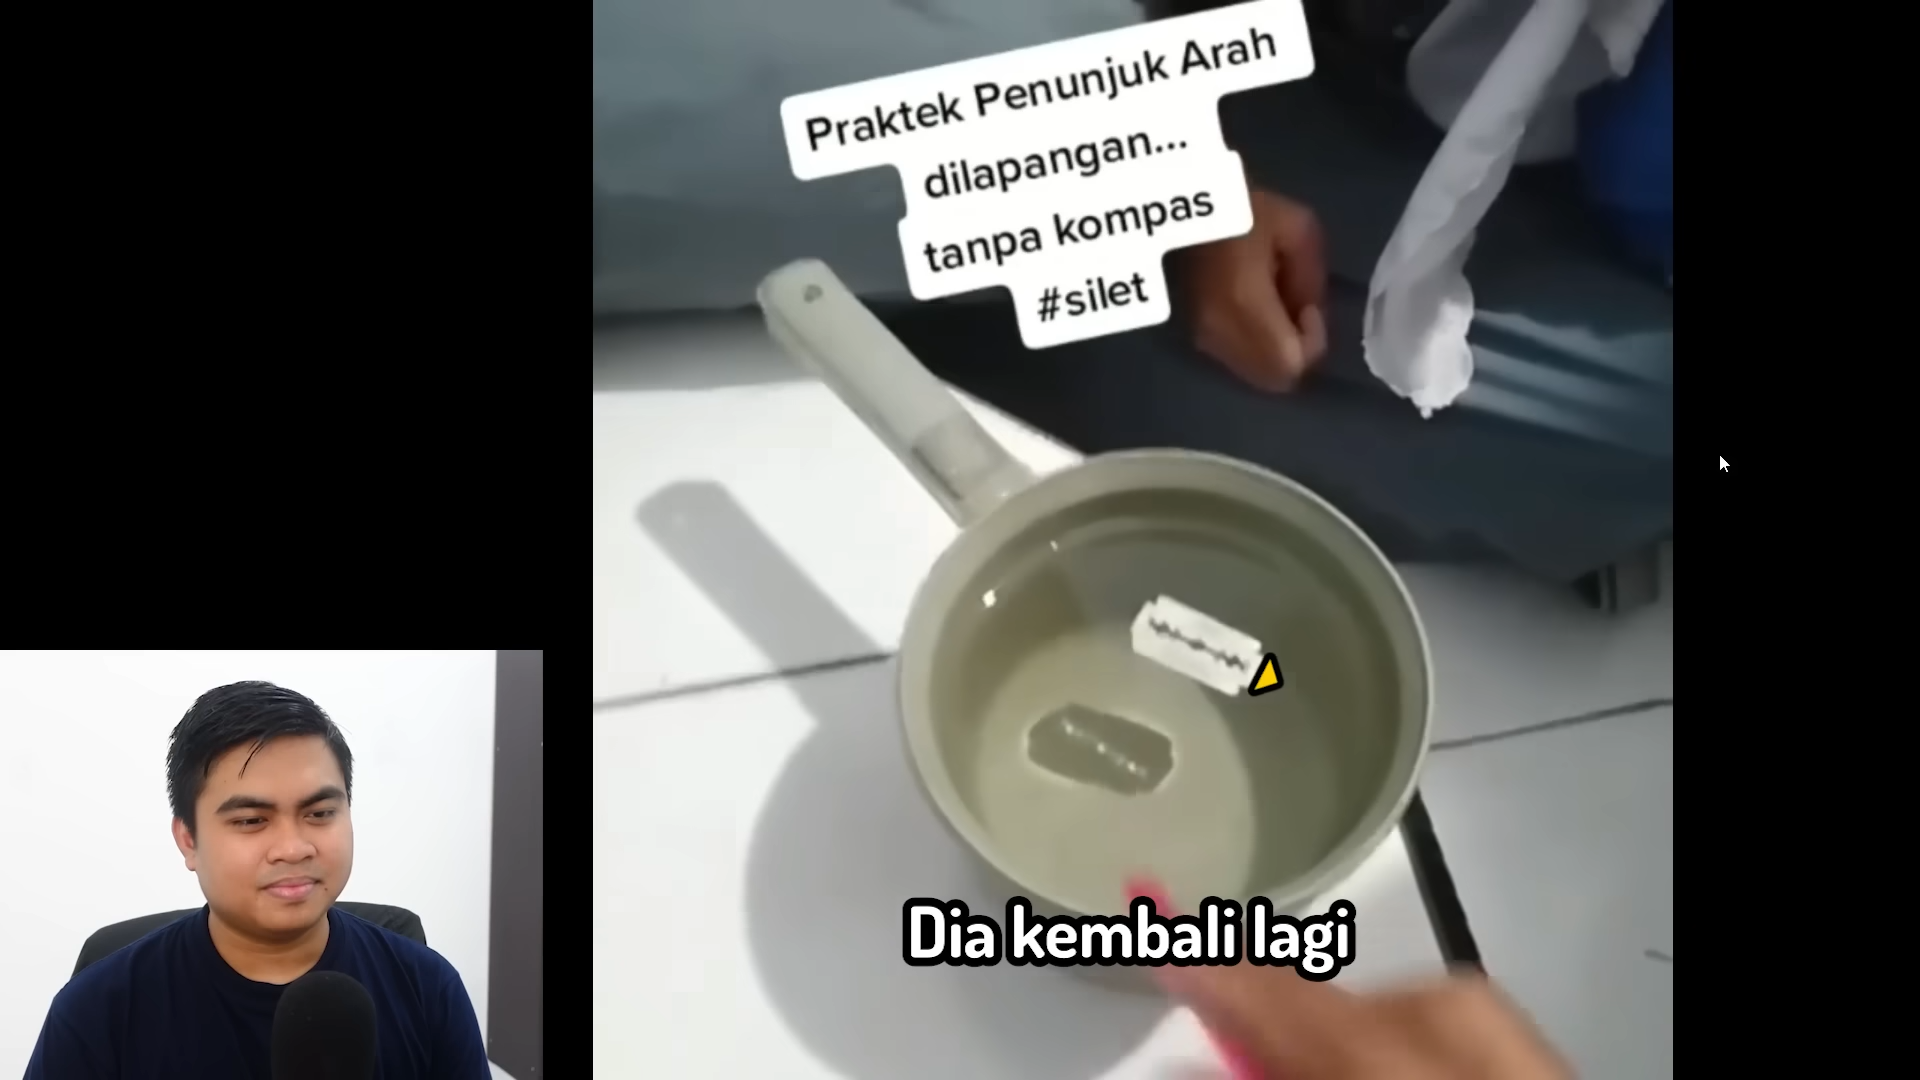 Praktek Penunjuk Arah
dilapangan...
tanpa kompas
#silet
Dia kembali lagi